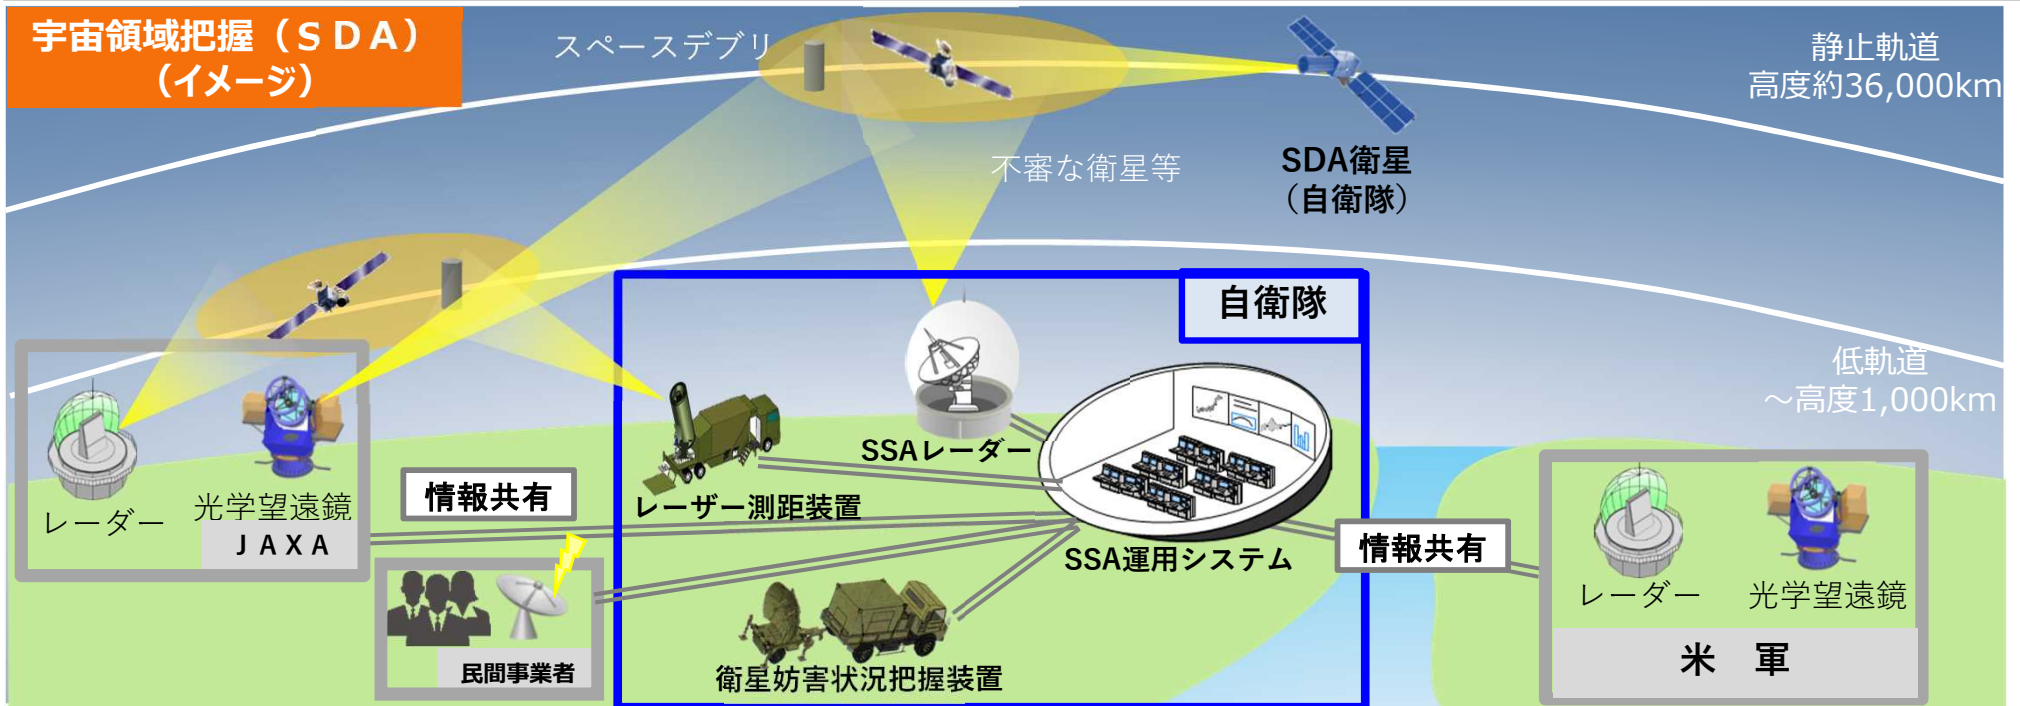 宇宙領域把握（ＳＤＡ）
（イメージ）
スペースデブリ
静止軌道
高度約36,000km
不審な衛星等
SDA衛星
（自衛隊）
自衛隊
低軌道
～高度1,000km
SSAレーダー
レーダー
光学望遠鏡
ＪＡＸＡ
情報共有
レーザー測距装置
SSA運用システム
情報共有
レーダー
光学望遠鏡
米　軍
民間事業者
衛星妨害状況把握装置